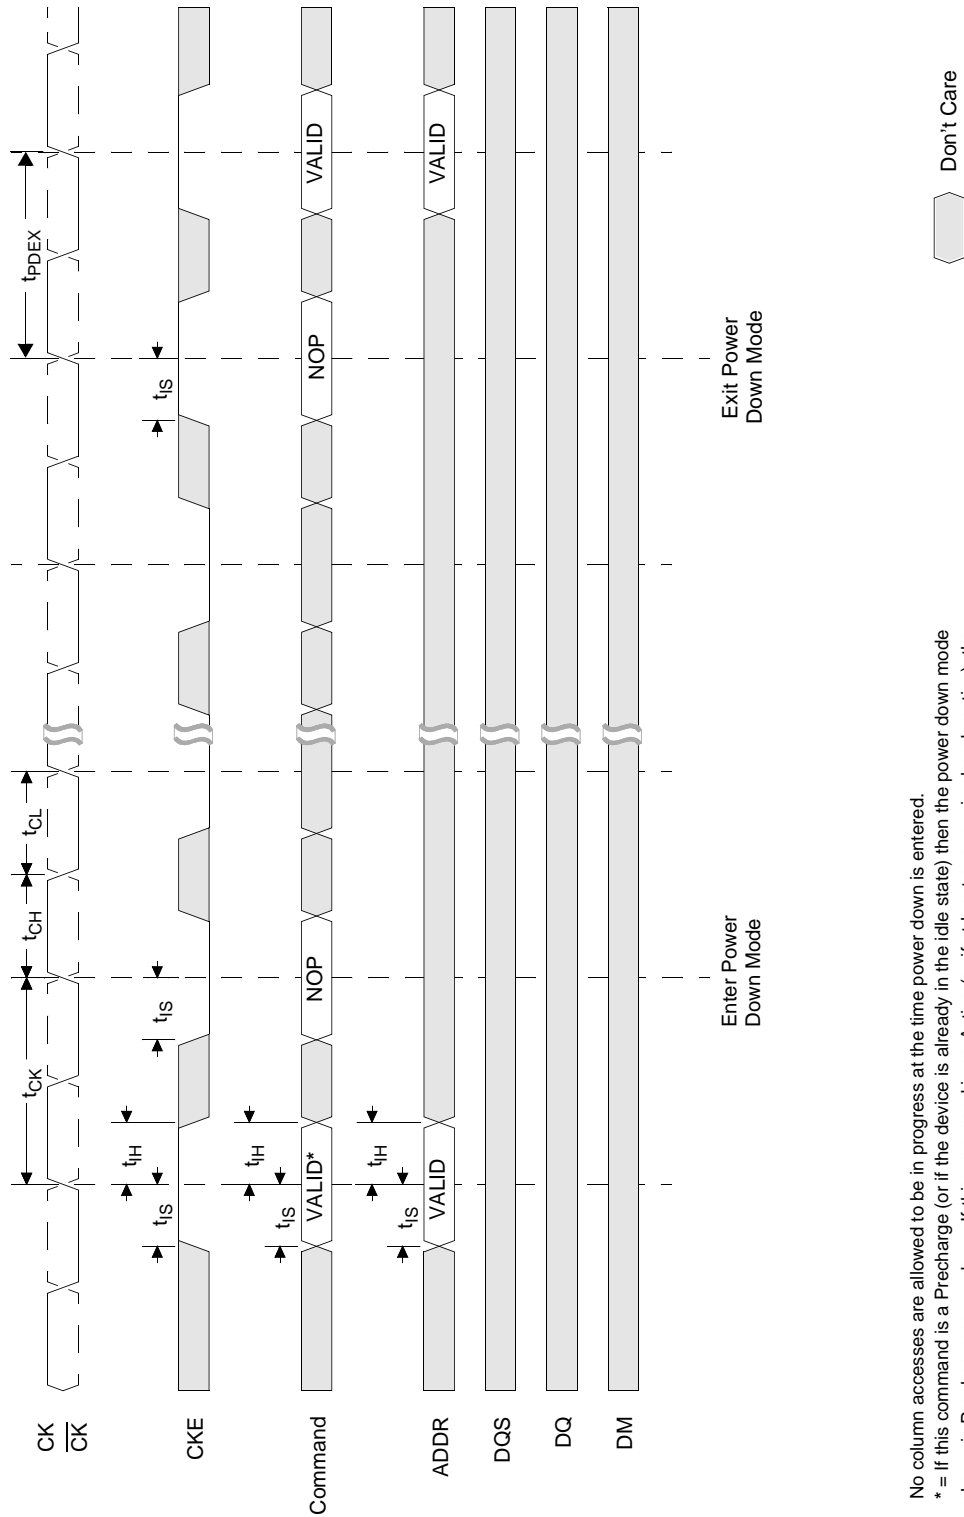 CK
CK
tCK
tCH
tCL
tPDEX
CKE
tIS
tIH
tIS
tIS
Command
tIS
tIH
VALID*
NOP
NOP
VALID
ADDR
tIS
tIH
VALID
VALID
DQS
DQ
DM
Enter Power
Down Mode
Exit Power
Down Mode
Don't Care
No column accesses are allowed to be in progress at the time power down is entered.
* = If this command is a Precharge (or if the device is already in the idle state) then the power down mode